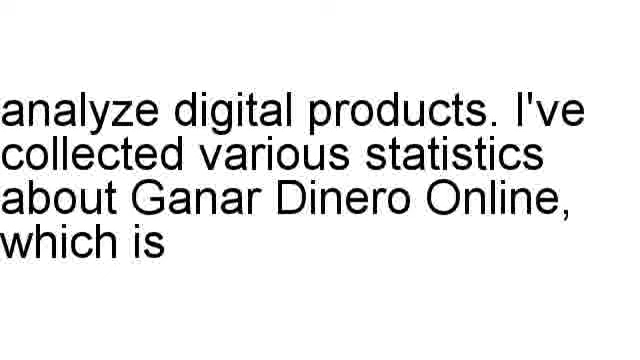 analyze digital products. I've
collected various statistics
about Ganar Dinero Online,
which is